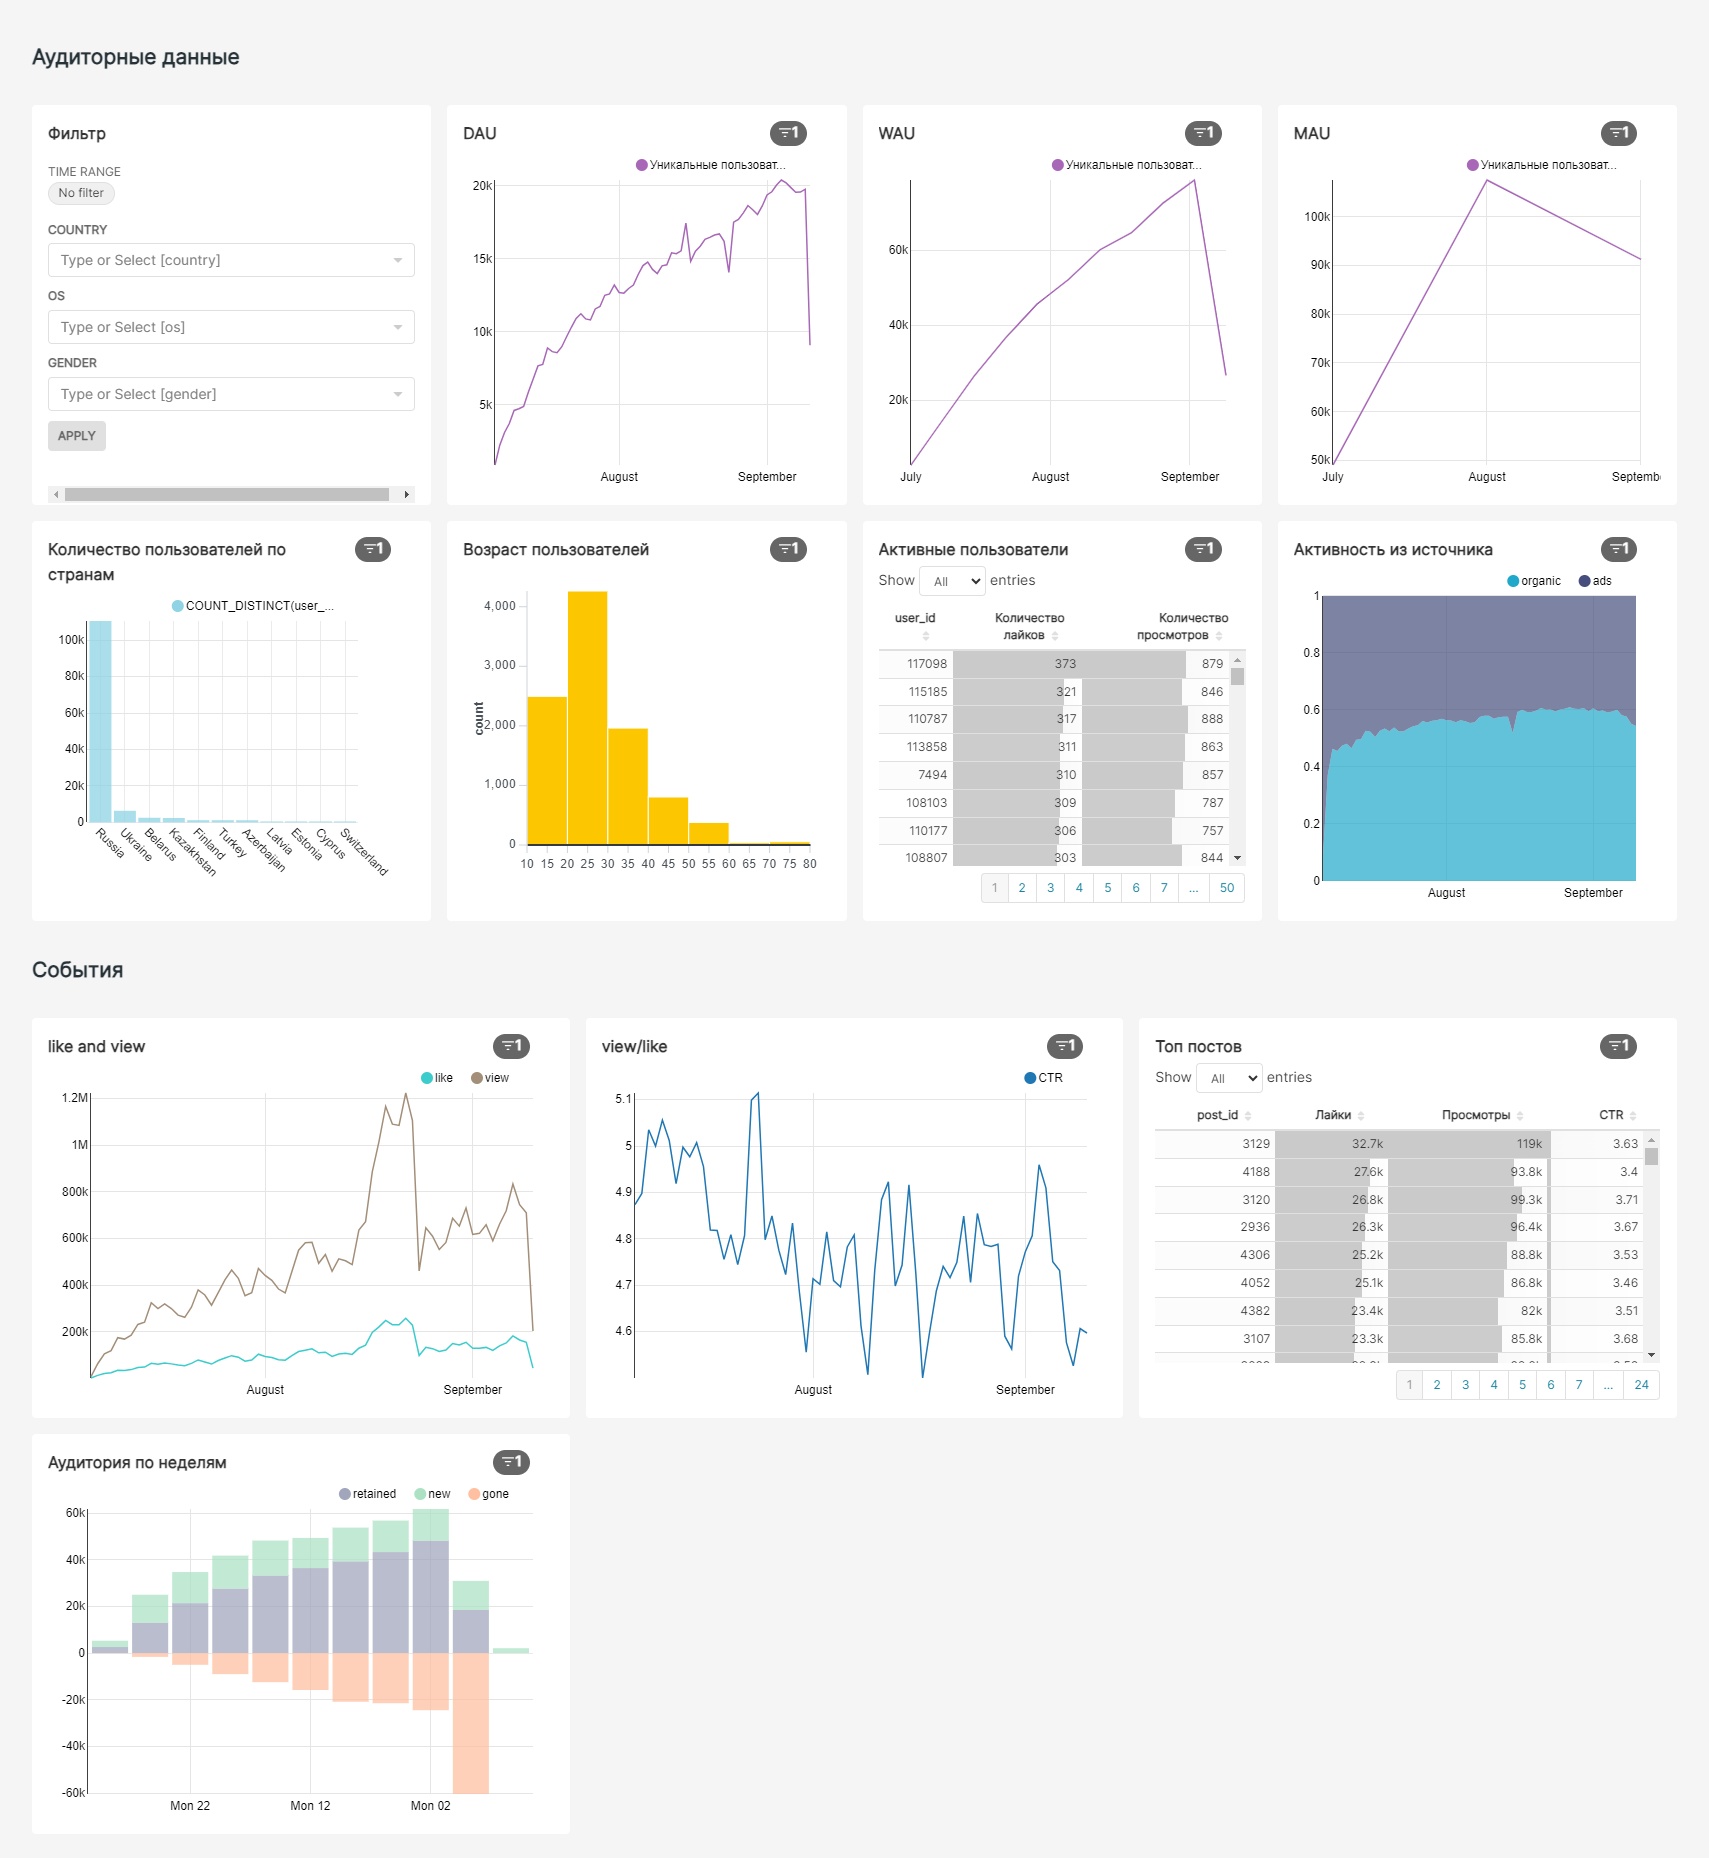 Аудиторные данные
Фильтр
TIME RANGE
No filter
COUNTRY
Type or Select [country]
OS
Type or Select [os]
GENDER
Type or Select [gender]
APPLY
DAU
1
Уникальные пользоват...
20k
15k
10k
5k
August September
WAU
1
Уникальные пользоват...
60k
40k
20k
July August September
MAU
1
Уникальные пользоват...
100k
90k
80k
70k
60k
50k
July August Septemb
Количество пользователей по
странам
1
COUNT_DISTINCT(user_...
100k
80k
60k
40k
20k
0
Russia Ukraine Belarus Kazakhstan Finland Turkey Azerbaijan Latvia Estonia Cyprus Switzerland
Возраст пользователей
1
count
4,000
3,000
2,000
1,000
0
10 15 20 25 30 35 40 45 50 55 60 65 70 75 80
Активные пользователи
1
Show All entries
user_id Количество лайков Количество просмотров
117098 373 879
115185 321 846
110787 317 888
113858 311 863
7494 310 857
108103 309 787
110177 306 757
108807 303 844
1 2 3 4 5 6 7 ... 50
Активность из источника
1
organic ads
1
0.8
0.6
0.4
0.2
0
August September
События
like and view
1
like view
1.2M
1M
800k
600k
400k
200k
August September
view/like
1
CTR
5.1
5
4.9
4.8
4.7
4.6
August September
Топ постов
1
Show All entries
post_id Лайки Просмотры CTR
3129 32.7k 119k 3.63
4188 27.6k 93.8k 3.4
3120 26.8k 99.3k 3.71
2936 26.3k 96.4k 3.67
4306 25.2k 88.8k 3.53
4052 25.1k 86.8k 3.46
4382 23.4k 82k 3.51
3107 23.3k 85.8k 3.68
1 2 3 4 5 6 7 ... 24
Аудитория по неделям
1
retained new gone
60k
40k
20k
0
-20k
-40k
-60k
Mon 22 Mon 12 Mon 02